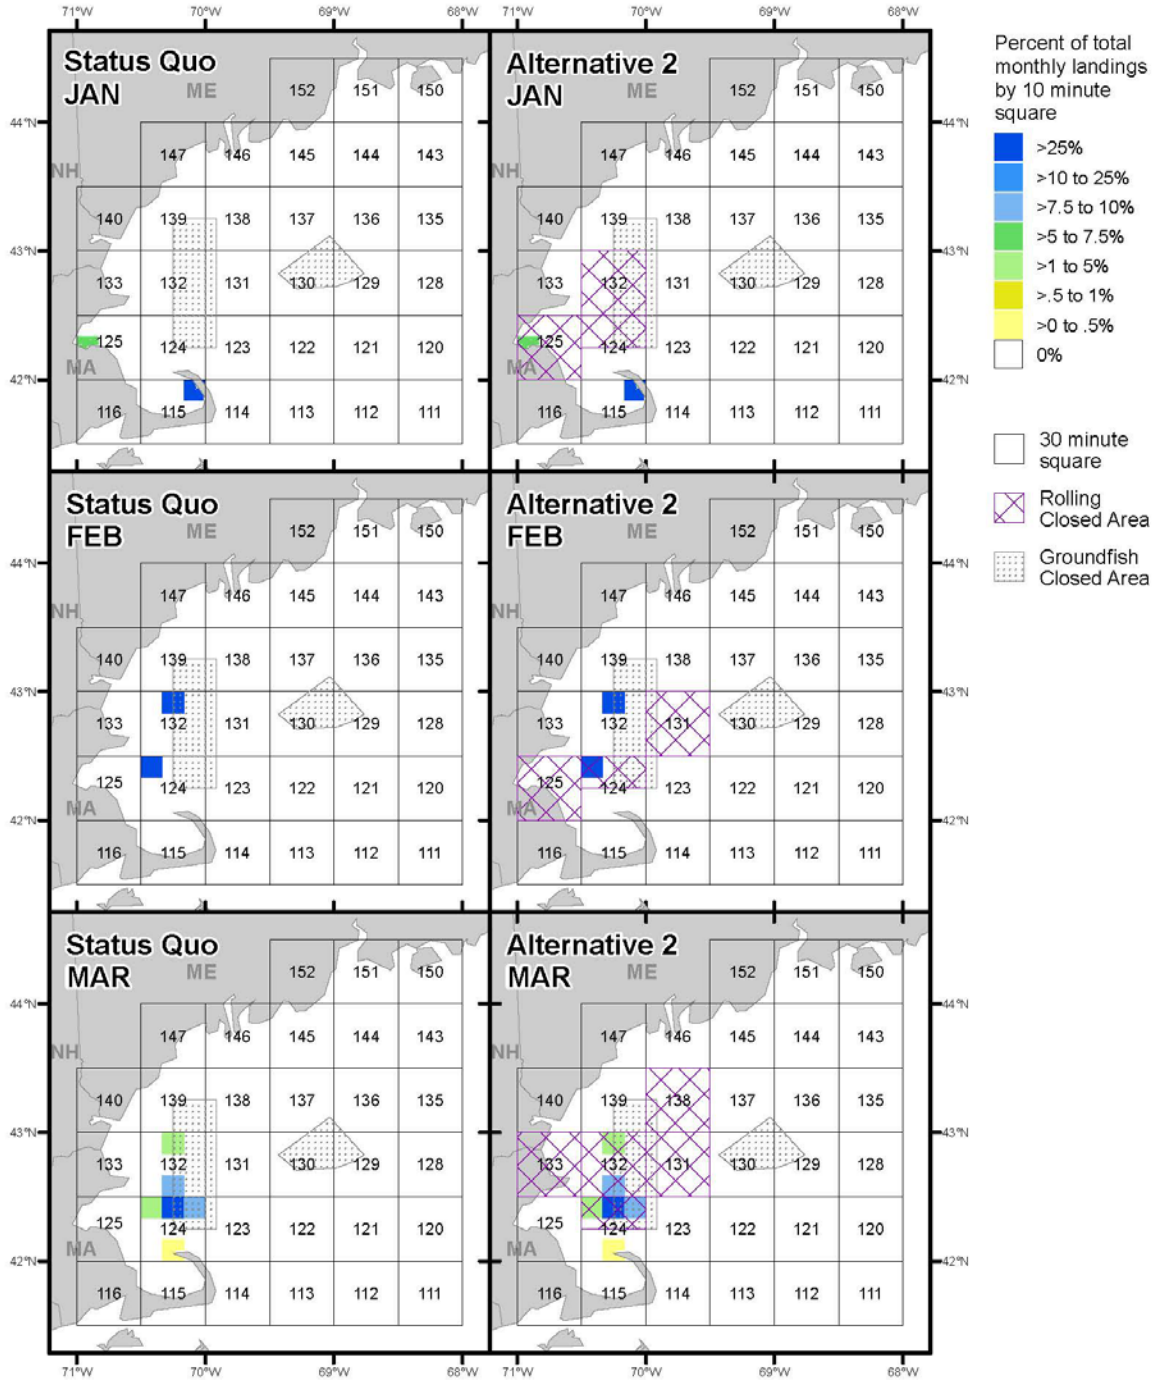 71°W 70°W 69°W 68°W 71°W 70°W 69°W 68°W
Status Quo
JAN
ME
NH
MA
44°N
43°N
42°N
152 151 150
147 146 145 144 143
140 139 138 137 136 135
133 132 131 130 129 128
125 124 123 122 121 120
116 115 114 113 112 111
Alternative 2
JAN
ME
NH
MA
152 151 150
147 146 145 144 143
140 139 138 137 136 135
133 132 131 130 129 128
125 124 123 122 121 120
116 115 114 113 112 111
44°N
43°N
42°N
Percent of total
monthly landings
by 10 minute
square
>25%
>10 to 25%
>7.5 to 10%
>5 to 7.5%
>1 to 5%
>.5 to 1%
>0 to .5%
0%
30 minute
square
Rolling
Closed Area
Groundfish
Closed Area
Status Quo
FEB
ME
NH
MA
44°N
43°N
42°N
152 151 150
147 146 145 144 143
140 139 138 137 136 135
133 132 131 130 129 128
125 124 123 122 121 120
116 115 114 113 112 111
Alternative 2
FEB
ME
NH
MA
152 151 150
147 146 145 144 143
140 139 138 137 136 135
133 132 131 130 129 128
125 124 123 122 121 120
116 115 114 113 112 111
44°N
43°N
42°N
Status Quo
MAR
ME
NH
MA
44°N
43°N
42°N
152 151 150
147 146 145 144 143
140 139 138 137 136 135
133 132 131 130 129 128
125 124 123 122 121 120
116 115 114 113 112 111
Alternative 2
MAR
ME
NH
MA
152 151 150
147 146 145 144 143
140 139 138 137 136 135
133 132 131 130 129 128
125 124 123 122 121 120
116 115 114 113 112 111
44°N
43°N
42°N
71°W 70°W 69°W 68°W 71°W 70°W 69°W 68°W